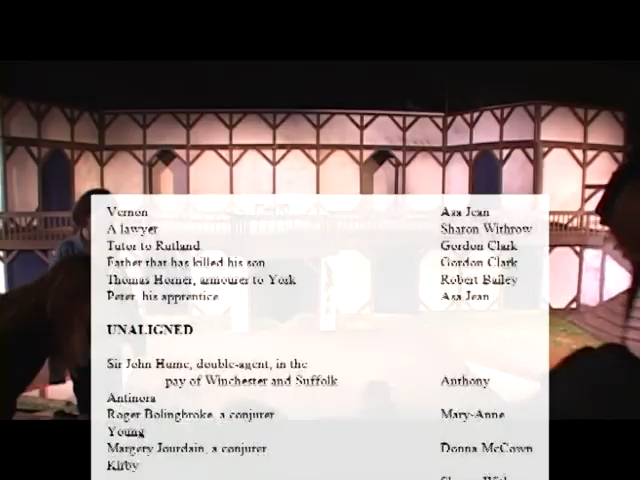 Vernon Asa Jean
A lawyer Sharon Withrow
Tutor to Rutland Gordon Clark
Father that has killed his son Gordon Clark
Thomas Horner, armourer to York Robert Bailey
Peter, his apprentice Asa Jean
UNALIGNED
Sir John Hume, double-agent, in the
pay of Winchester and Suffolk Anthony
Antinora
Roger Bolingbroke, a conjurer Mary-Anne
Young
Margery Jourdain, a conjurer Donna McCown
Kirby